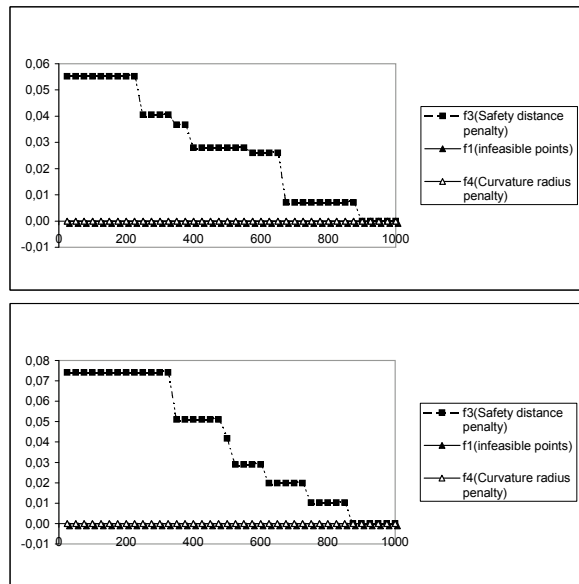 0,06
0,05
0,04
0,03
0,02
0,01
0,00
-0,01
0 200 400 600 800 1000
f3(Safety distance
penalty)
f1(infeasible points)
f4(Curvature radius
penalty)
0,08
0,07
0,06
0,05
0,04
0,03
0,02
0,01
0,00
-0,01
0 200 400 600 800 1000
f3(Safety distance
penalty)
f1(infeasible points)
f4(Curvature radius
penalty)